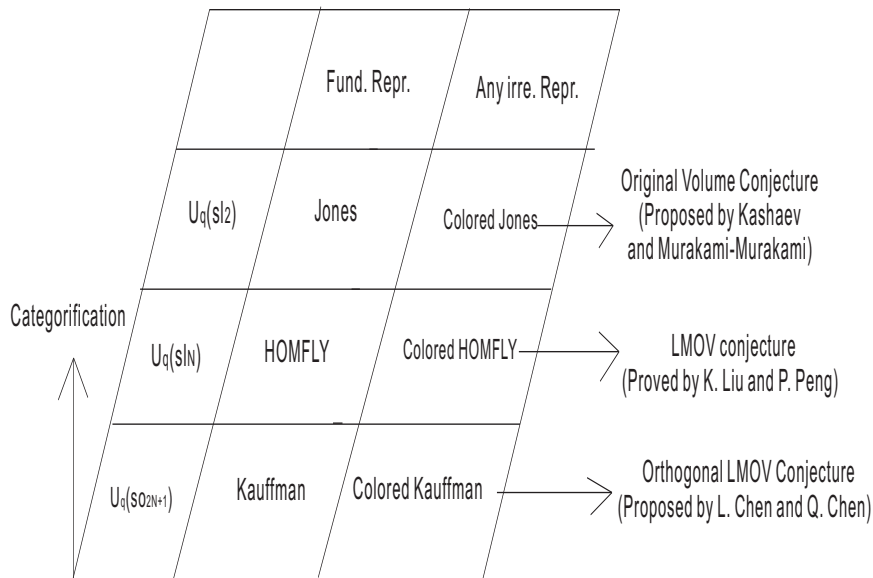 Fund. Repr.
Any irre. Repr.
Uq(sl2)
Jones
Colored Jones
Original Volume Conjecture
(Proposed by Kashaev
and Murakami-Murakami)
Categorification
Uq(slN)
HOMFLY
Colored HOMFLY
LMOV conjecture
(Proved by K. Liu and P. Peng)
Uq(so2N+1)
Kauffman
Colored Kauffman
Orthogonal LMOV Conjecture
(Proposed by L. Chen and Q. Chen)